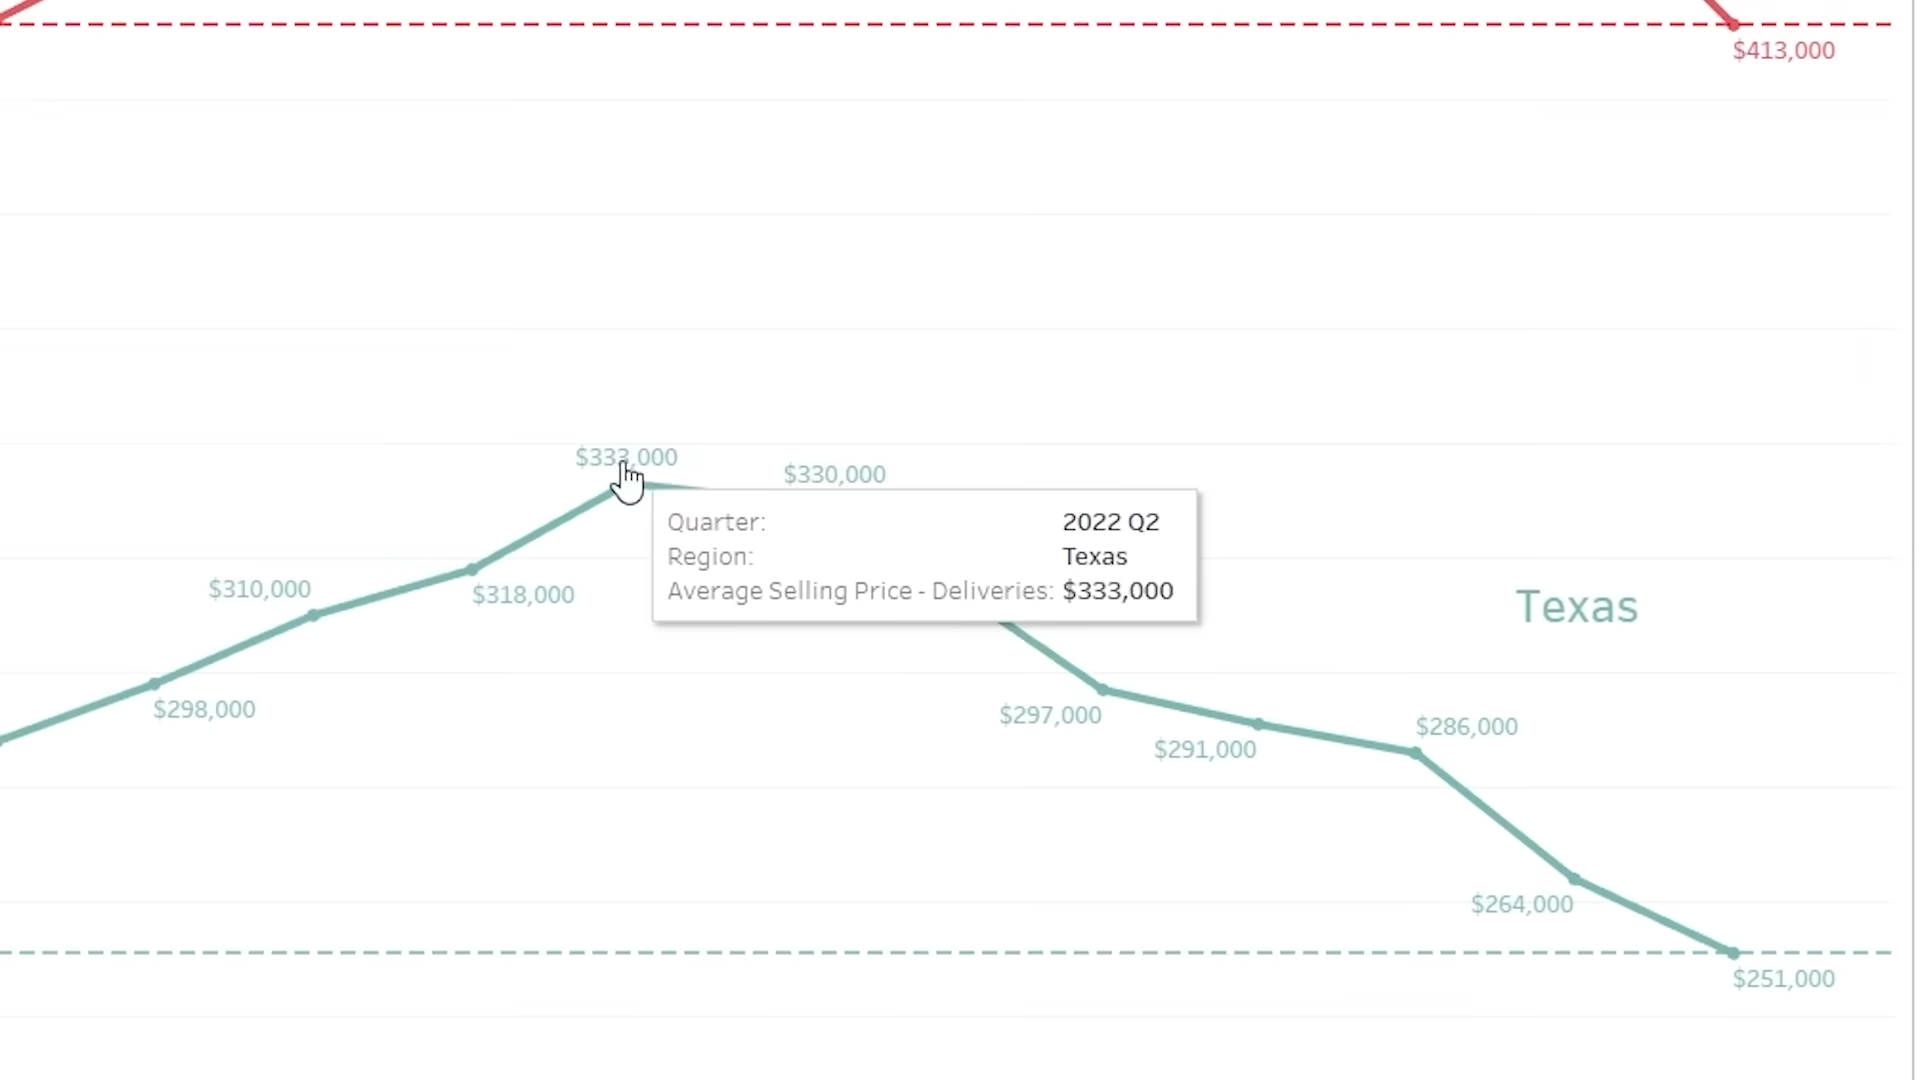 $413,000
$333,000
$330,000
Quarter: 2022 Q2
Region: Texas
Average Selling Price - Deliveries: $333,000
$310,000
$318,000
Texas
$298,000
$297,000
$286,000
$291,000
$264,000
$251,000